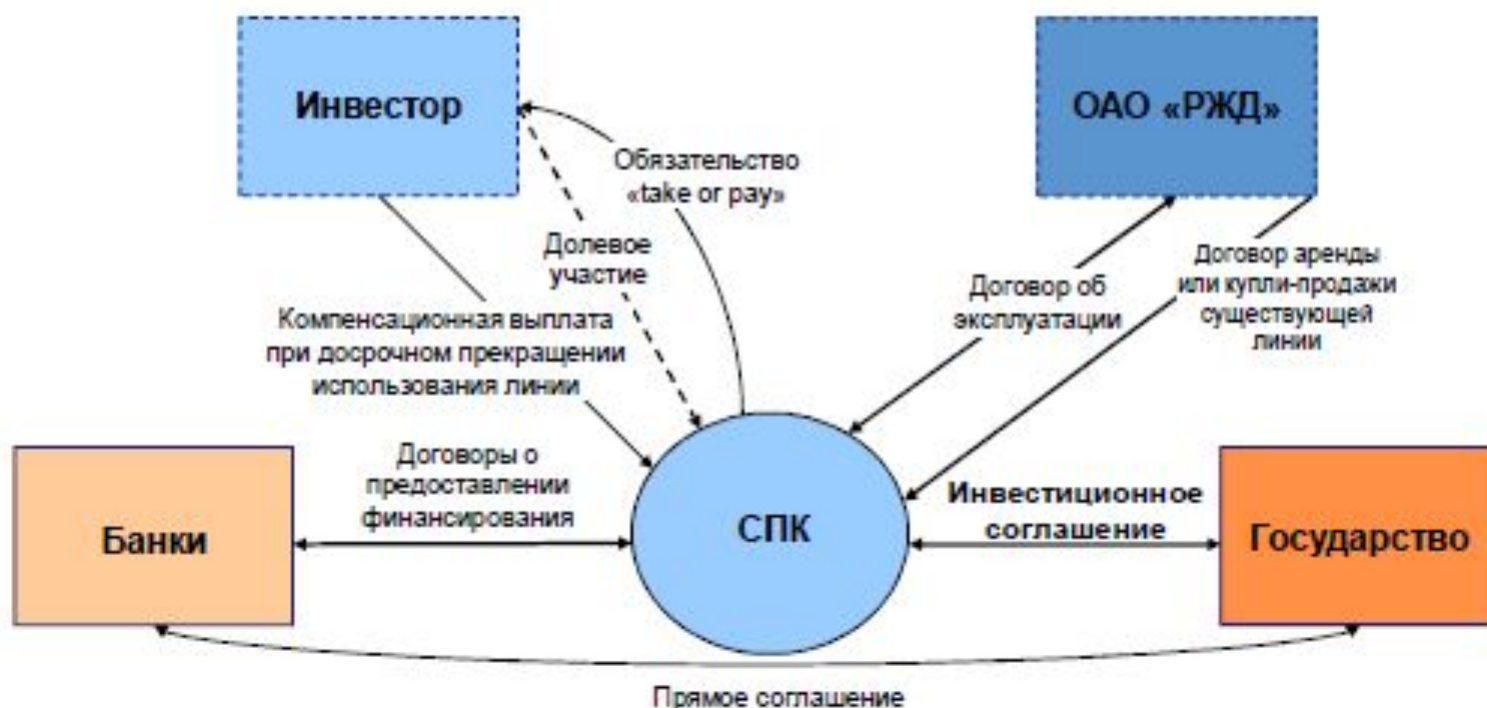 Инвестор
ОАО «РЖД»
Обязательство
«take or pay»
Долевое
участие
Договор аренды
или купли-продажи
существующей
линии
Договор об
эксплуатации
Компенсационная выплата
при досрочном прекращении
использования линии
Договоры о
предоставлении
финансирования
Инвестиционное
соглашение
Банки
СПК
Государство
Прямое соглашение